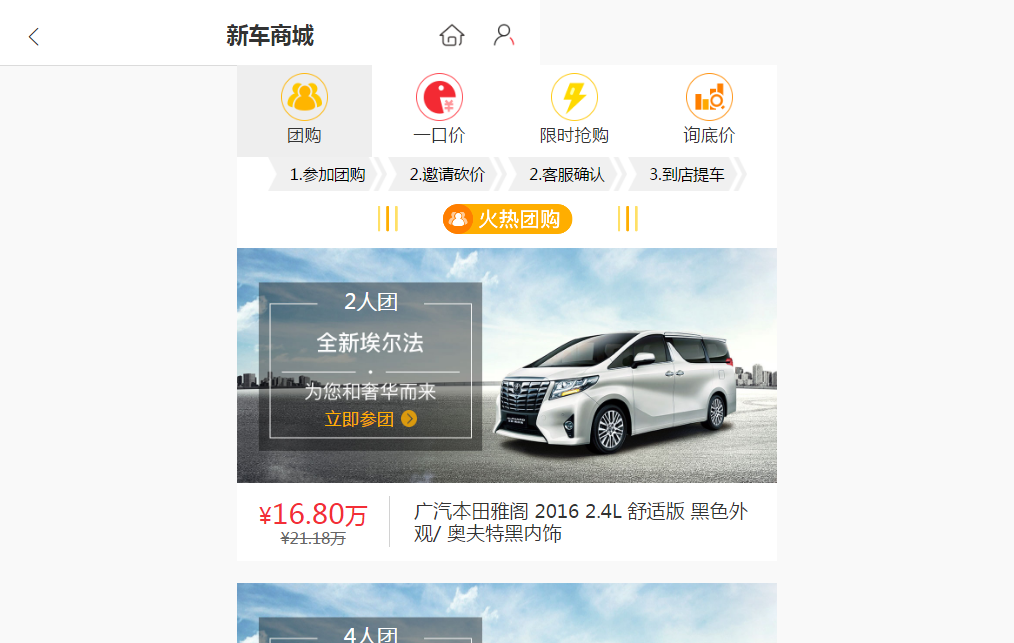 新车商城
团购 一口价 限时抢购 询底价
1.参加团购 2.邀请砍价 2.客服确认 3.到店提车
火热团购
2人团
全新埃尔法
为您和奢华而来
立即参团
¥16.80万
¥21.18万
广汽本田雅阁 2016 2.4L 舒适版 黑色外
观/ 奥夫特黑内饰
4人团